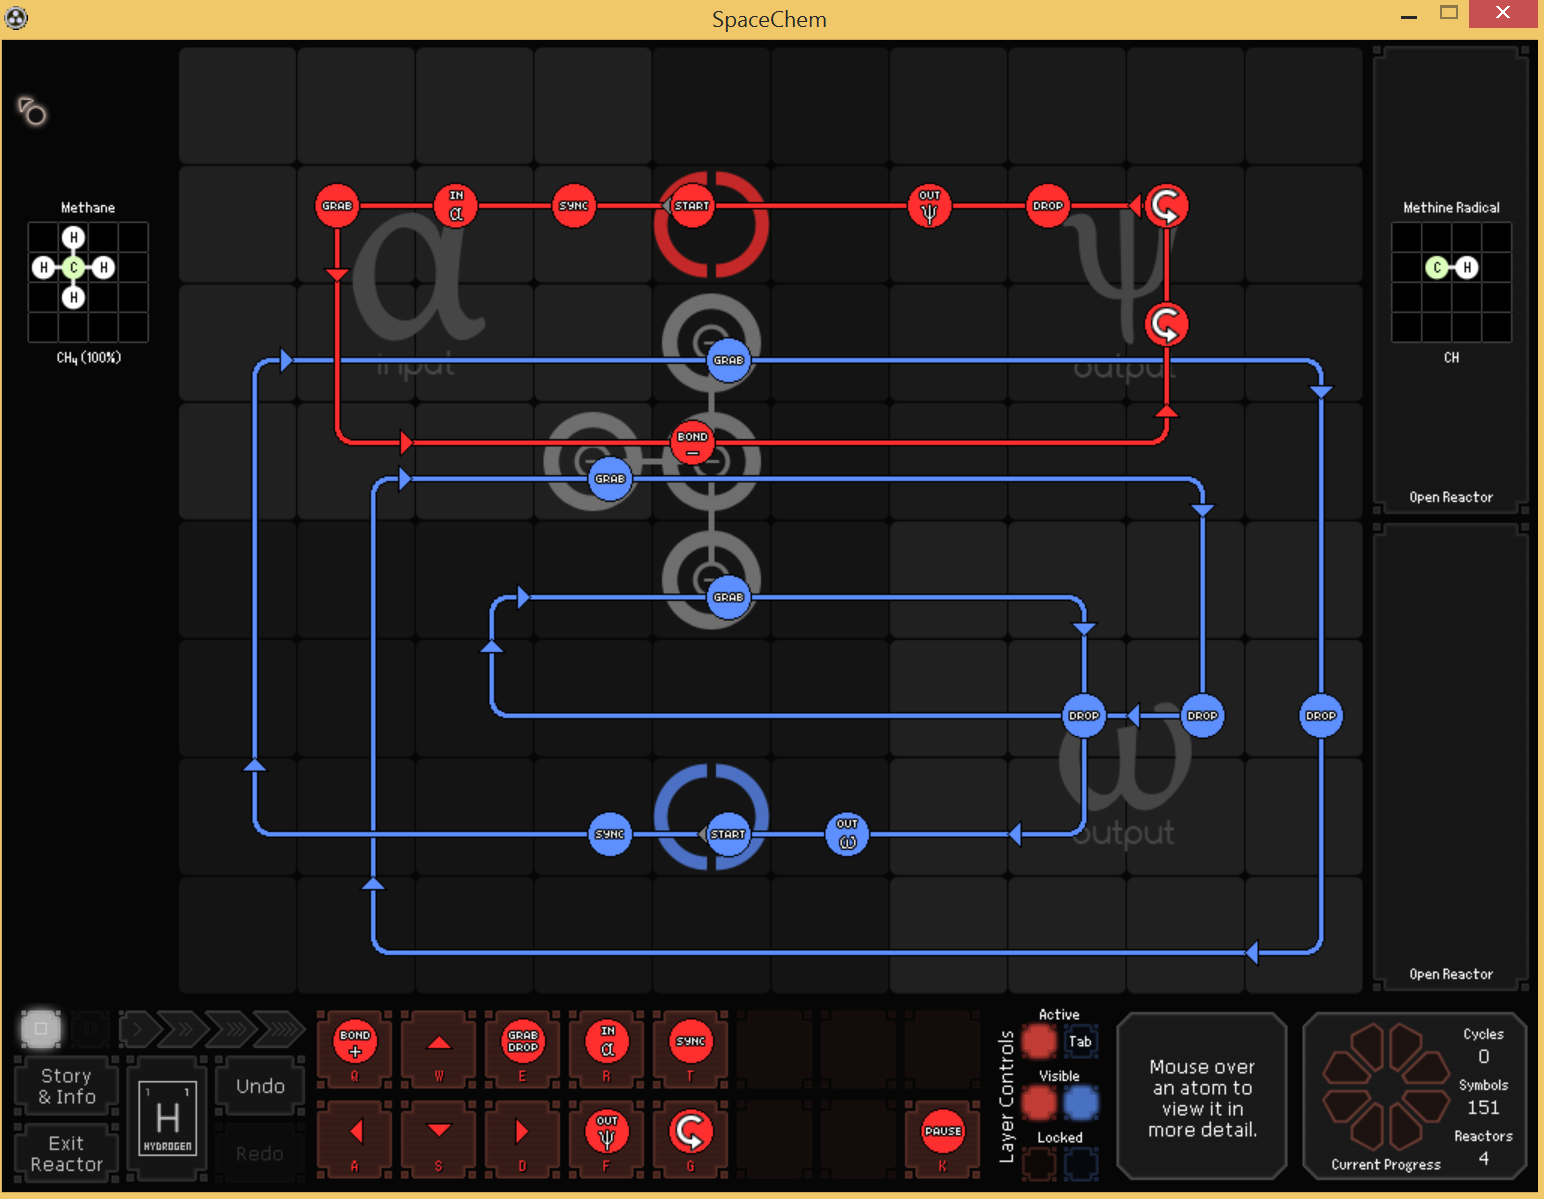 SpaceChem
Methane
H
H C H
H
CH₄ (100%)
GRAB
IN
α
SYNC
START
OUT
ψ
DROP
α
input
ψ
output
GRAB
BOND
−
GRAB
GRAB
DROP
DROP
DROP
ω
output
SYNC
START
OUT
ω
Methine Radical
C H
CH
Open Reactor
Open Reactor
Story
& Info
Exit
Reactor
1 1
H
HYDROGEN
Undo
Redo
BOND
+
Q
W
GRAB
DROP
E
IN
α
R
SYNC
T
A
S
D
OUT
ψ
F
G
PAUSE
K
Layer Controls
Active
Tab
Visible
Locked
Mouse over
an atom to
view it in
more detail.
Cycles
0
Symbols
151
Reactors
4
Current Progress